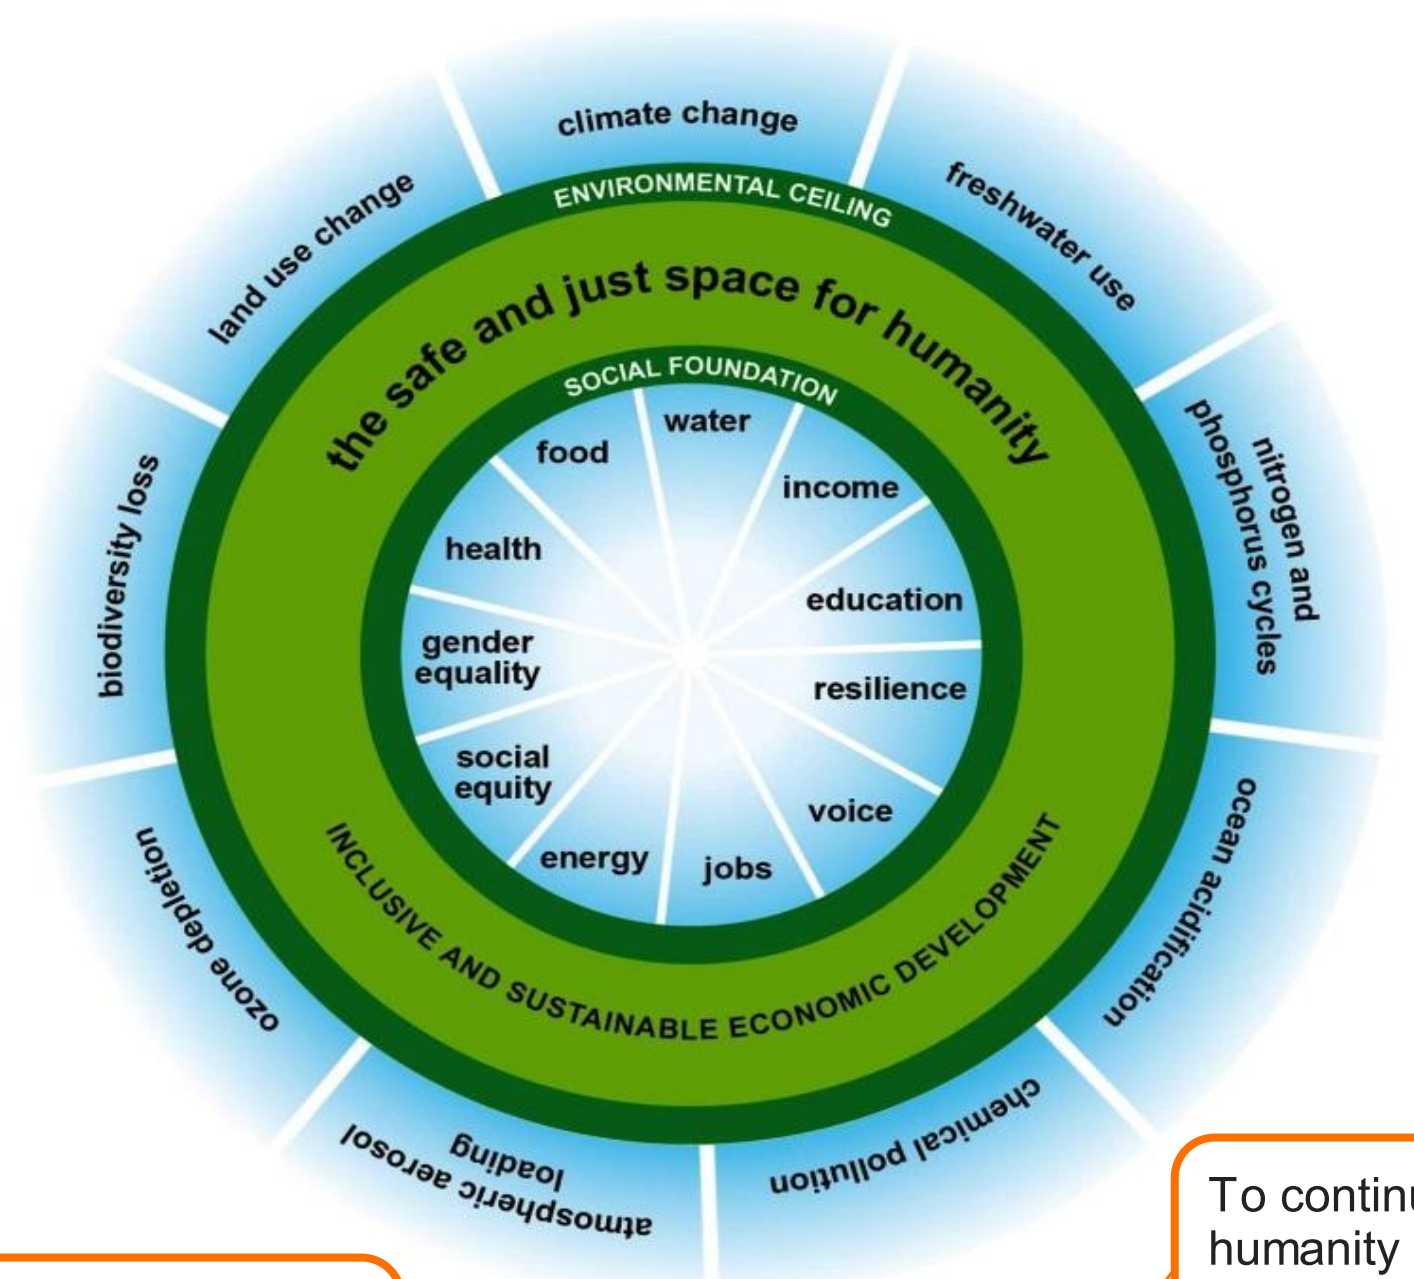 climate change
freshwater use
nitrogen and
phosphorus cycles
ocean acidification
chemical pollution
atmospheric aerosol
loading
ozone depletion
biodiversity loss
land use change
ENVIRONMENTAL CEILING
the safe and just space for humanity
SOCIAL FOUNDATION
water
income
education
resilience
voice
jobs
energy
social
equity
gender
equality
health
food
INCLUSIVE AND SUSTAINABLE ECONOMIC DEVELOPMENT
To
humanity